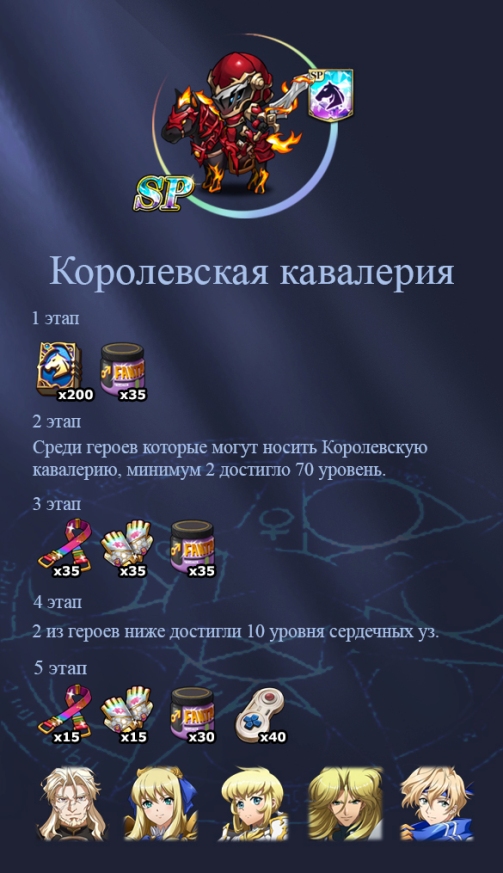 SP
SP
Королевская кавалерия
1 этап
x200 x35
2 этап
Среди героев которые могут носить Королевскую
кавалерию, минимум 2 достигло 70 уровень.
3 этап
x35 x35 x35
4 этап
2 из героев ниже достигли 10 уровня сердечных уз.
5 этап
x15 x15 x30 x40